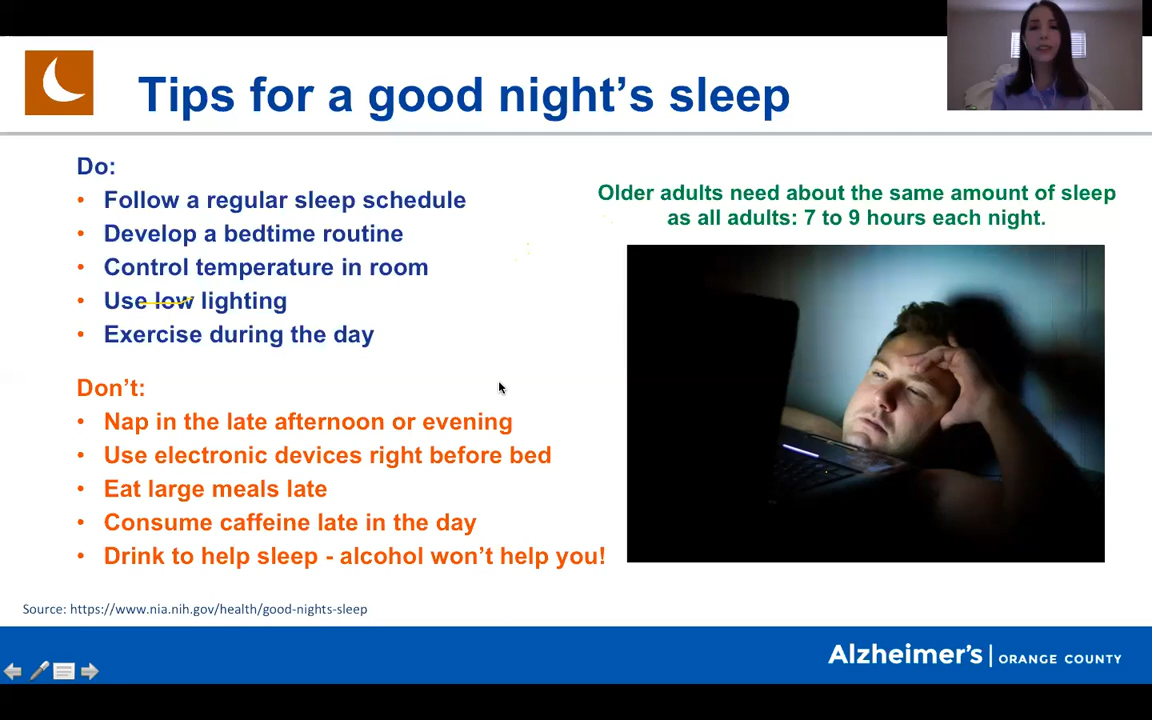 Tips for a good night’s sleep
Do:
• Follow a regular sleep schedule
• Develop a bedtime routine
• Control temperature in room
• Use low lighting
• Exercise during the day
Don’t:
• Nap in the late afternoon or evening
• Use electronic devices right before bed
• Eat large meals late
• Consume caffeine late in the day
• Drink to help sleep - alcohol won’t help you!
Older adults need about the same amount of sleep
as all adults: 7 to 9 hours each night.
Source: https://www.nia.nih.gov/health/good-nights-sleep
Alzheimer’s | ORANGE COUNTY